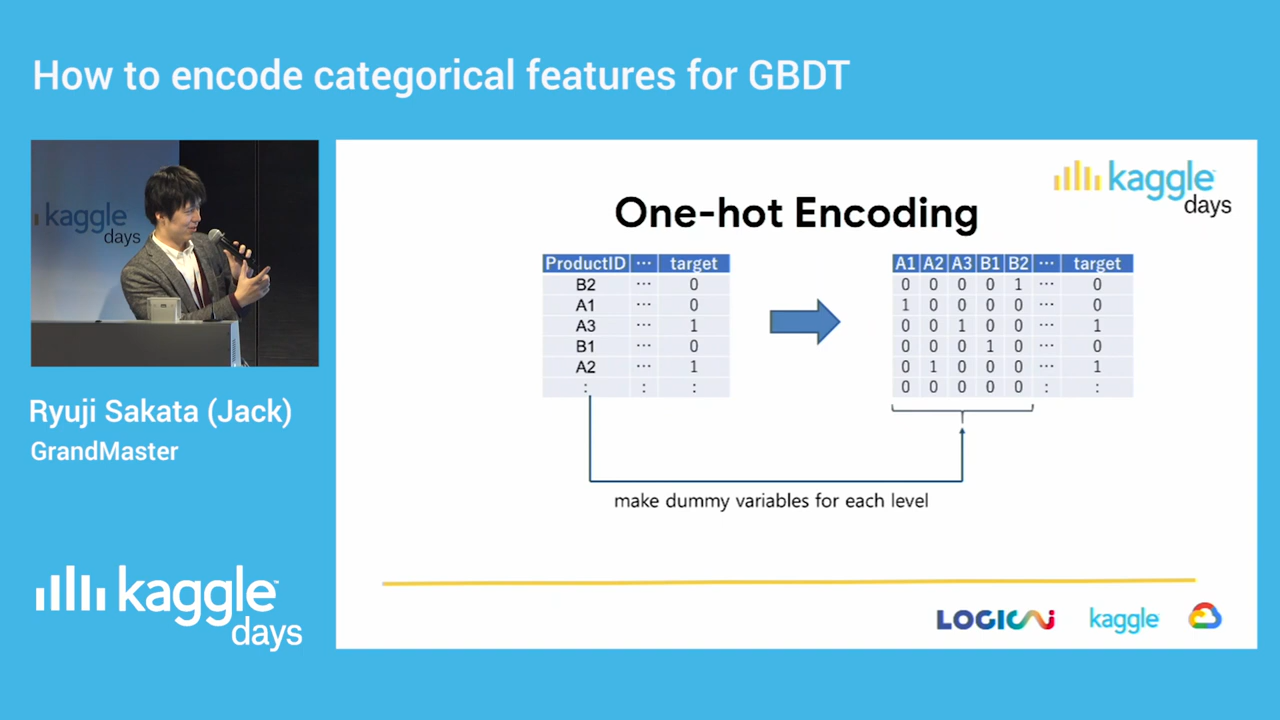 How to encode categorical features for GBDT
kaggle
days
Ryuji Sakata (Jack)
GrandMaster
kaggle
days
kaggle
days
One-hot Encoding
ProductID ... target
B2 ... 0
A1 ... 0
A3 ... 1
B1 ... 0
A2 ... 1
: : :
A1 A2 A3 B1 B2 ... target
0 0 0 0 1 ... 0
1 0 0 0 0 ... 0
0 0 1 0 0 ... 1
0 0 0 1 0 ... 0
0 1 0 0 0 ... 1
0 0 0 0 0 : :
make dummy variables for each level
LOGICAI
kaggle